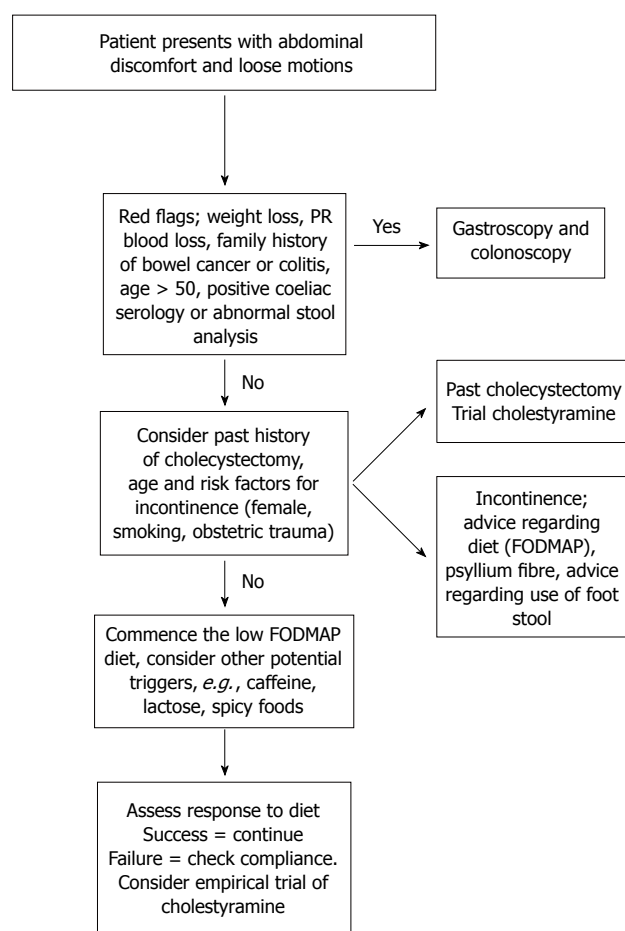 Patient presents with abdominal
discomfort and loose motions
Red flags; weight loss, PR
blood loss, family history
of bowel cancer or colitis,
age > 50, positive coeliac
serology or abnormal stool
analysis
Yes
Gastroscopy and
colonoscopy
No
Consider past history
of cholecystectomy,
age and risk factors for
incontinence (female,
smoking, obstetric trauma)
Past cholecystectomy
Trial cholestyramine
Incontinence;
advice regarding
diet (FODMAP),
psyllium fibre, advice
regarding use of foot
stool
No
Commence the low FODMAP
diet, consider other potential
triggers, e.g., caffeine,
lactose, spicy foods
Assess response to diet
Success = continue
Failure = check compliance.
Consider empirical trial of
cholestyramine